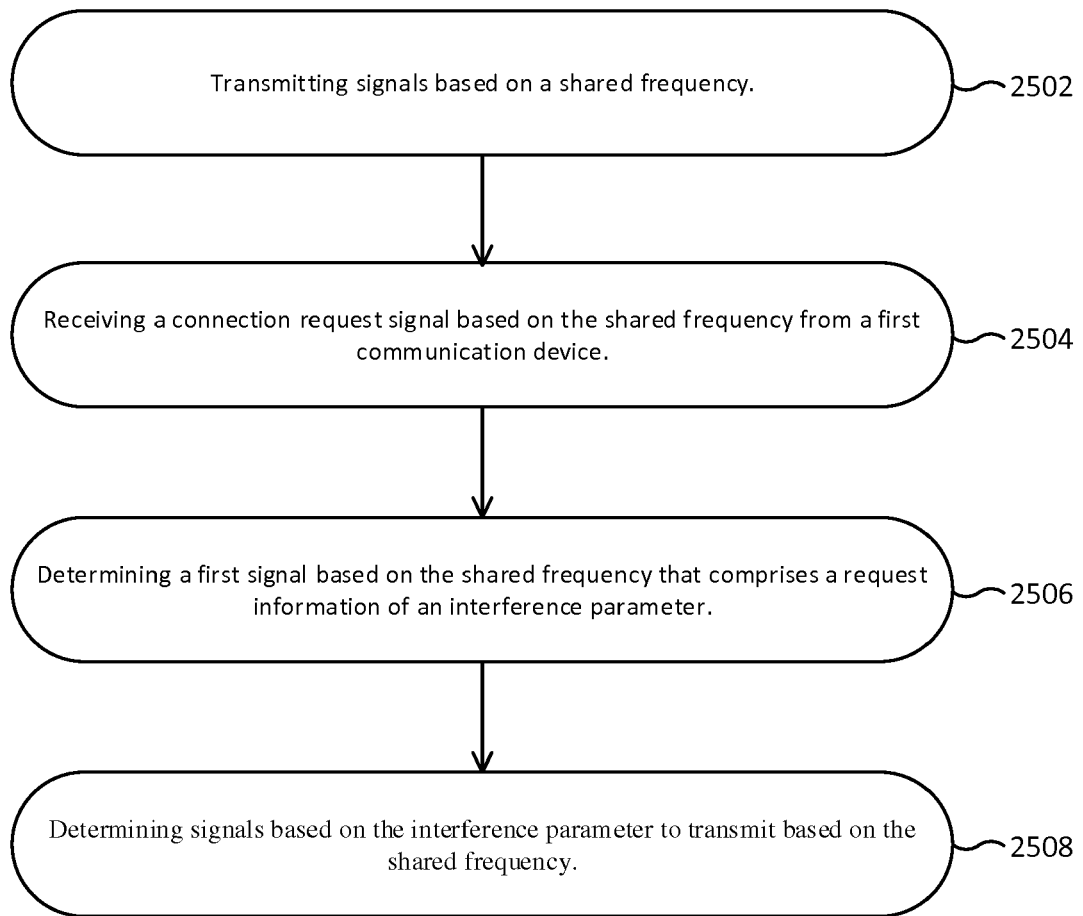 Transmitting signals based on a shared frequency.
2502
Receiving a connection request signal based on the shared frequency from a first
communication device.
2504
Determining a first signal based on the shared frequency that comprises a request
information of an interference parameter.
2506
Determining signals based on the interference parameter to transmit based on the
shared frequency.
2508